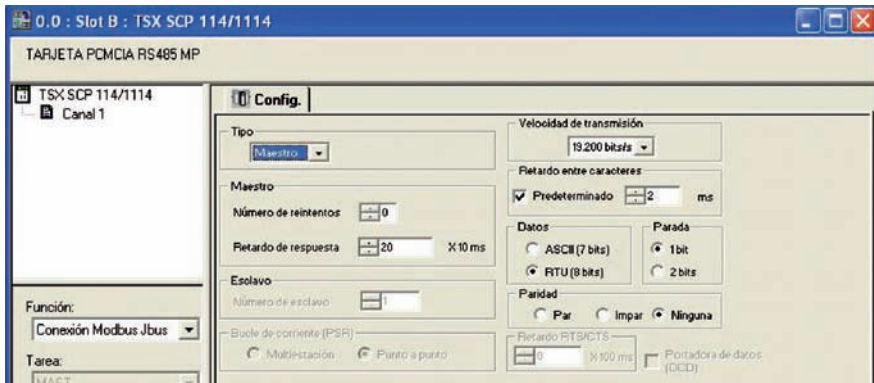 0.0 : Slot B : TSX SCP 114/1114
TARJETA PCMCIA RS485 MP
TSX SCP 114/1114
Canal 1
Función:
Conexión Modbus Jbus
Tarea:
MAST
Config.
Tipo
Maestro
Maestro
Número de reintentos 0
Retardo de respuesta 20 X 10 ms
Esclavo
Número de esclavo 1
Bucle de corriente (PSR)
Multiestación Punto a punto
Velocidad de transmisión
19.200 bits/s
Retardo entre caracteres
Predeterminado 2 ms
Datos
ASCII (7 bits)
RTU (8 bits)
Parada
1 bit
2 bits
Paridad
Par Impar Ninguna
Retardo RTS/CTS
0 X 100 ms
Portadora de datos
(DCD)